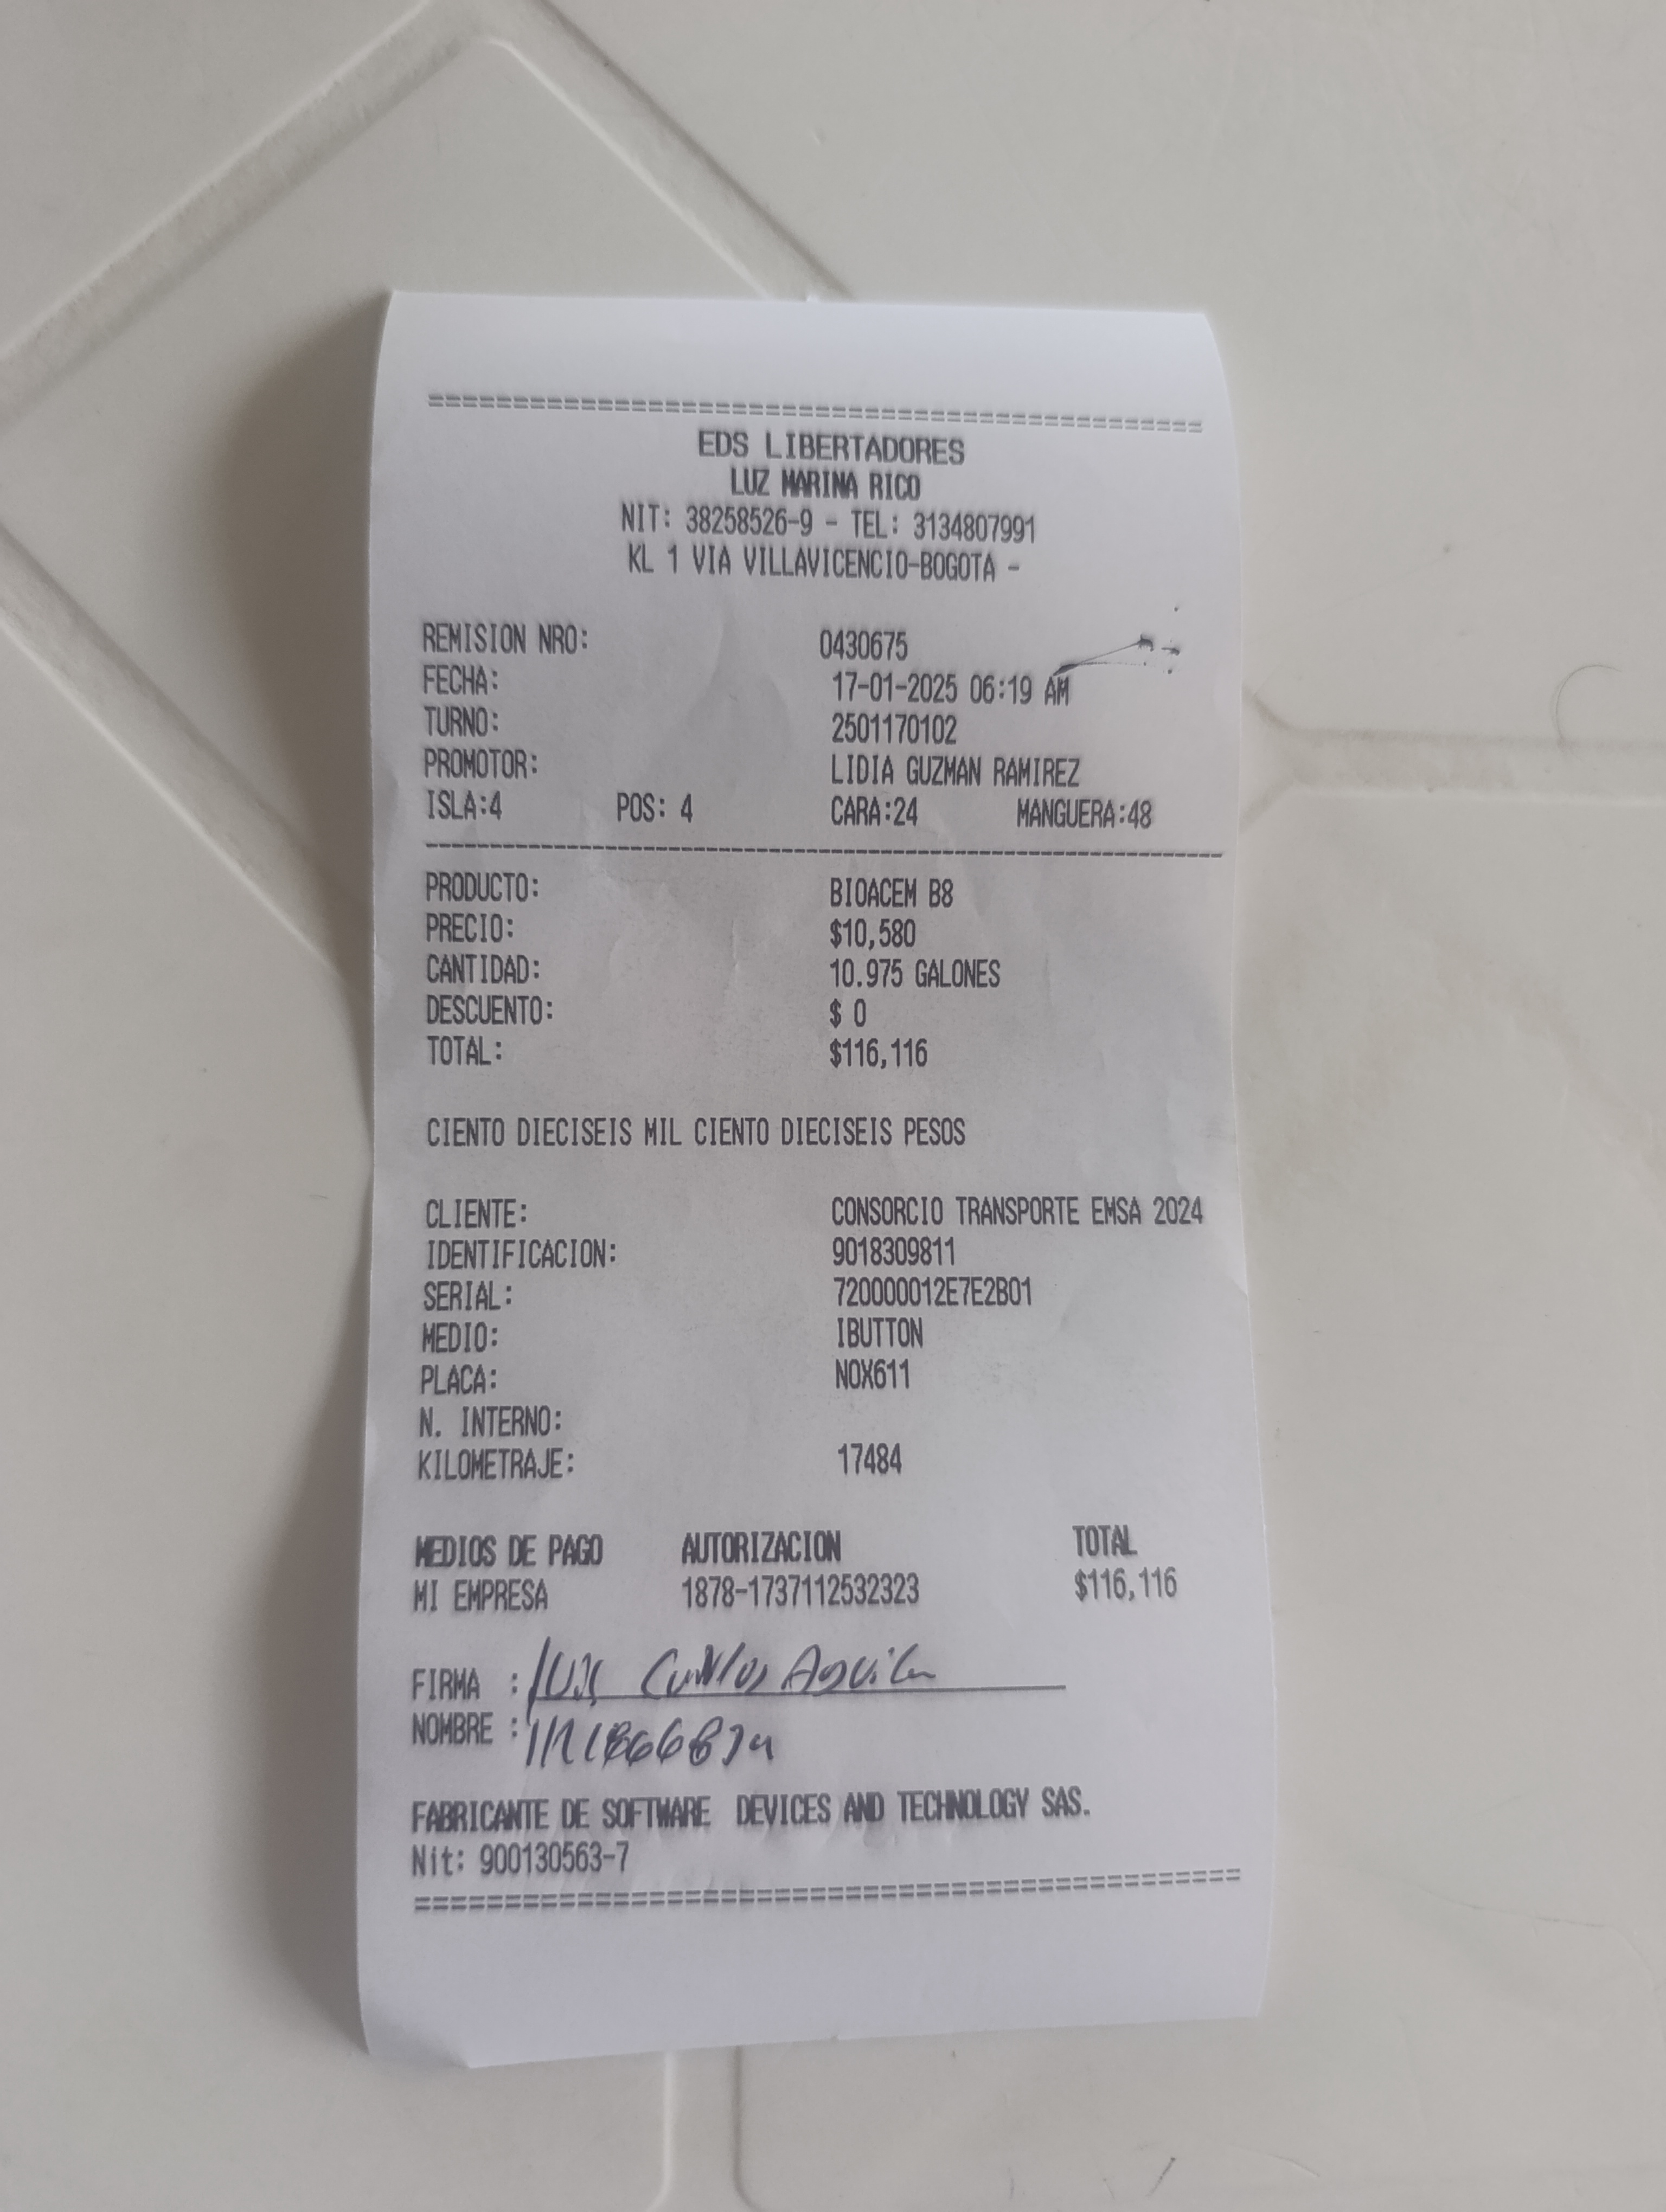 ================================================
EDS LIBERTADORES
LUZ MARINA RICO
NIT: 38258526-9 - TEL: 3134807991
KL 1 VIA VILLAVICENCIO-BOGOTA -
REMISION NRO: 0430675
FECHA: 17-01-2025 06:19 AM
TURNO: 2501170102
PROMOTOR: LIDIA GUZMAN RAMIREZ
ISLA:4 POS: 4 CARA:24 MANGUERA:48
------------------------------------------------
PRODUCTO: BIOACEM B8
PRECIO: $10,580
CANTIDAD: 10.975 GALONES
DESCUENTO: $ 0
TOTAL: $116,116
CIENTO DIECISEIS MIL CIENTO DIECISEIS PESOS
CLIENTE: CONSORCIO TRANSPORTE EMSA 2024
IDENTIFICACION: 9018309811
SERIAL: 720000012E7E2B01
MEDIO: IBUTTON
PLACA: NOX611
N. INTERNO:
KILOMETRAJE: 17484
MEDIOS DE PAGO AUTORIZACION TOTAL
MI EMPRESA 1878-1737112532323 $116,116
FIRMA : Carlos
NOMBRE :
FABRICANTE DE SOFTWARE DEVICES AND TECHNOLOGY SAS.
Nit: 900130563-7
================================================